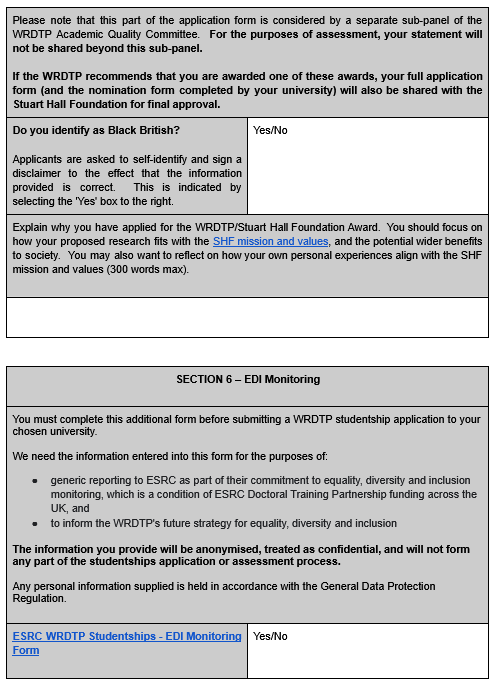 Please note that this part of the application form is considered by a separate sub-panel of the
WRDTP Academic Quality Committee. For the purposes of assessment, your statement will
not be shared beyond this sub-panel.
If the WRDTP recommends that you are awarded one of these awards, your full application
form (and the nomination form completed by your university) will also be shared with the
Stuart Hall Foundation for final approval.
Do you identify as Black British?
Yes/No
Applicants are asked to self-identify and sign a
disclaimer to the effect that the information
provided is correct. This is indicated by
selecting the 'Yes' box to the right.
Explain why you have applied for the WRDTP/Stuart Hall Foundation Award. You should focus on
how your proposed research fits with the SHF mission and values, and the potential wider benefits
to society. You may also want to reflect on how your own personal experiences align with the SHF
mission and values (300 words max).
SECTION 6 – EDI Monitoring
You must complete this additional form before submitting a WRDTP studentship application to your
chosen university.
We need the information entered into this form for the purposes of:
● generic reporting to ESRC as part of their commitment to equality, diversity and inclusion
monitoring, which is a condition of ESRC Doctoral Training Partnership funding across the
UK, and
● to inform the WRDTP's future strategy for equality, diversity and inclusion
The information you provide will be anonymised, treated as confidential, and will not form
any part of the studentships application or assessment process.
Any personal information supplied is held in accordance with the General Data Protection
Regulation.
ESRC WRDTP Studentships - EDI Monitoring
Form
Yes/No